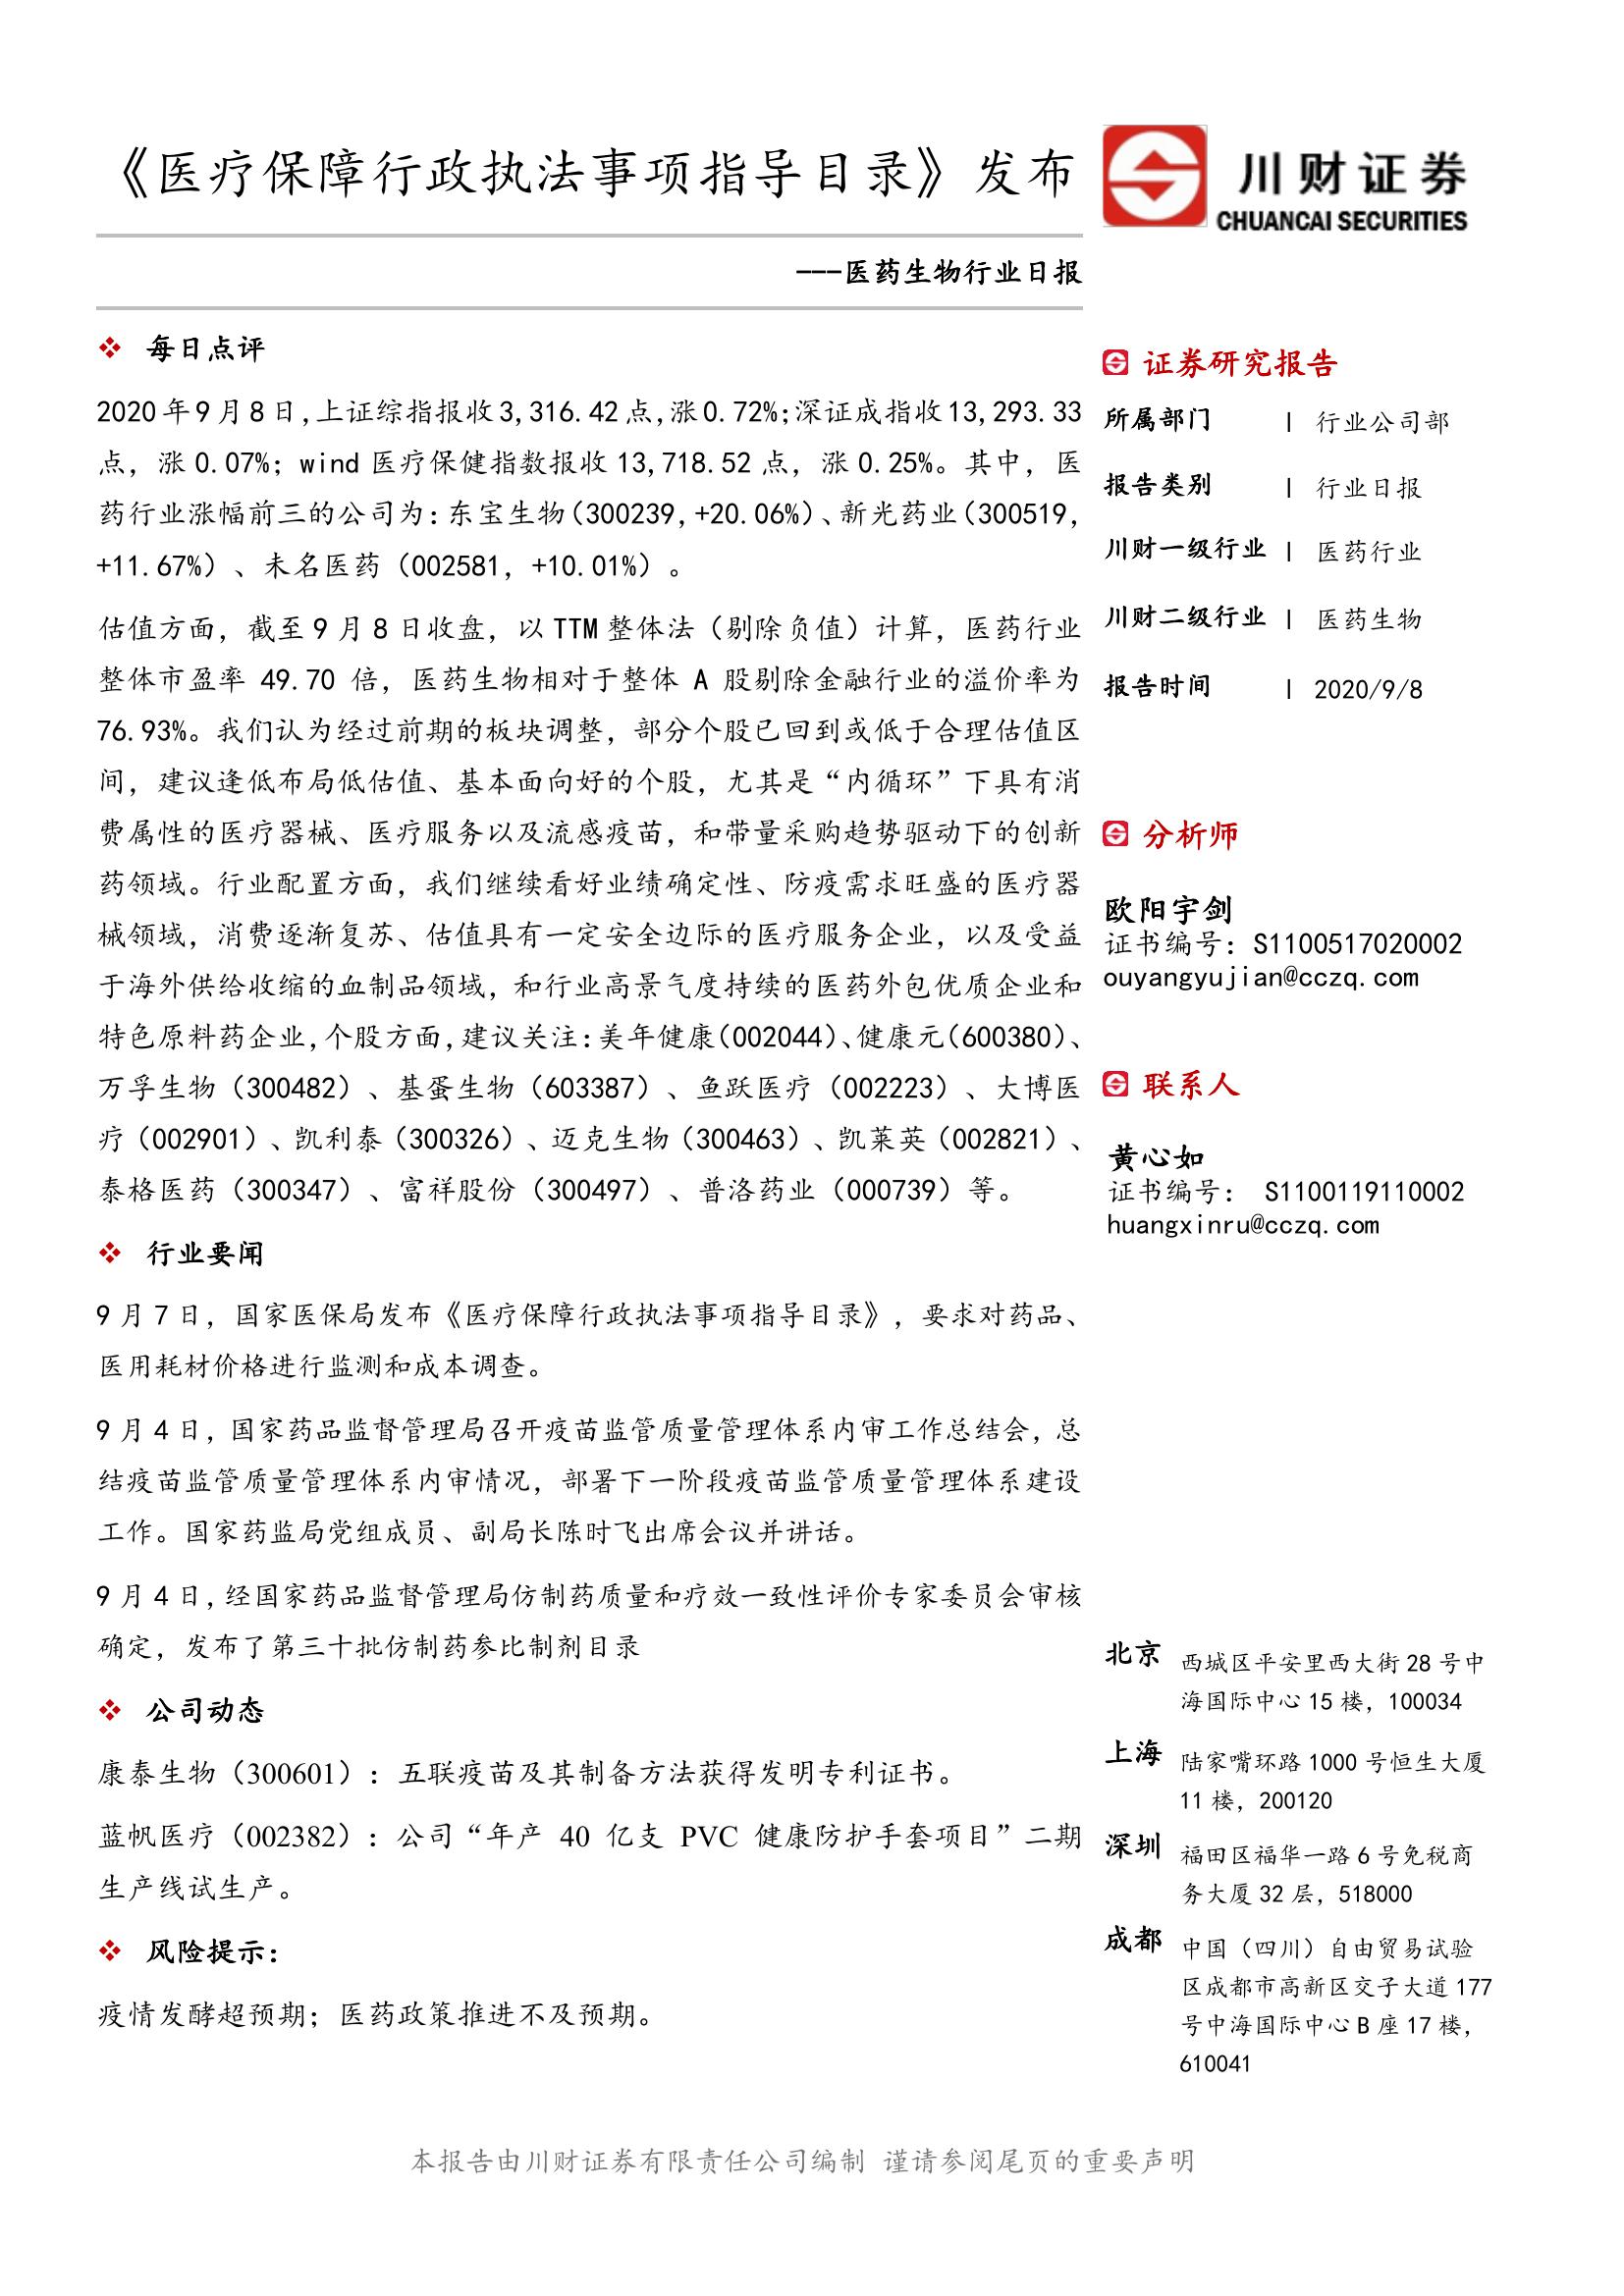 《医疗保障行政执法事项指导目录》发布
川财证券
CHUANCAI SECURITIES
---医药生物行业日报
每日点评
2020年9月8日,上证综指报收3,316.42点,涨0.72%;深证成指收13,293.33
点，涨0.07%；wind医疗保健指数报收13,718.52点，涨0.25%。其中，医
药行业涨幅前三的公司为：东宝生物（300239,+20.06%）、新光药业（300519,
+11.67%）、未名医药（002581，+10.01%）。
估值方面，截至9月8日收盘，以TTM整体法（剔除负值）计算，医药行业
整体市盈率 49.70 倍，医药生物相对于整体 A 股剔除金融行业的溢价率为
76.93%。我们认为经过前期的板块调整，部分个股已回到或低于合理估值区
间，建议逢低布局低估值、基本面向好的个股，尤其是“内循环”下具有消
费属性的医疗器械、医疗服务以及流感疫苗，和带量采购趋势驱动下的创新
药领域。行业配置方面，我们继续看好业绩确定性、防疫需求旺盛的医疗器
械领域，消费逐渐复苏、估值具有一定安全边际的医疗服务企业，以及受益
于海外供给收缩的血制品领域，和行业高景气度持续的医药外包优质企业和
特色原料药企业,个股方面,建议关注:美年健康(002044)、健康元(600380)、
万孚生物（300482）、基蛋生物（603387）、鱼跃医疗（002223）、大博医
疗（002901）、凯利泰（300326）、迈克生物（300463）、凯莱英（002821）、
泰格医药（300347）、富祥股份（300497）、普洛药业（000739）等。
行业要闻
9月7日，国家医保局发布《医疗保障行政执法事项指导目录》，要求对药品、
医用耗材价格进行监测和成本调查。
9月4日，国家药品监督管理局召开疫苗监管质量管理体系内审工作总结会，总
结疫苗监管质量管理体系内审情况，部署下一阶段疫苗监管质量管理体系建设
工作。国家药监局党组成员、副局长陈时飞出席会议并讲话。
9月4日,经国家药品监督管理局仿制药质量和疗效一致性评价专家委员会审核
确定，发布了第三十批仿制药参比制剂目录
公司动态
康泰生物（300601）：五联疫苗及其制备方法获得发明专利证书。
蓝帆医疗（002382）：公司“年产 40 亿支 PVC 健康防护手套项目”二期
生产线试生产。
风险提示：
疫情发酵超预期；医药政策推进不及预期。
证券研究报告
所属部门 | 行业公司部
报告类别 | 行业日报
川财一级行业 | 医药行业
川财二级行业 | 医药生物
报告时间 | 2020/9/8
分析师
欧阳宇剑
证书编号：S1100517020002
ouyangyujian@cczq.com
联系人
黄心如
证书编号： S1100119110002
huangxinru@cczq.com
北京 西城区平安里西大街28号中
海国际中心15楼，100034
上海 陆家嘴环路1000号恒生大厦
11楼，200120
深圳 福田区福华一路6号免税商
务大厦32层，518000
成都 中国（四川）自由贸易试验
区成都市高新区交子大道177
号中海国际中心B座17楼，
610041
本报告由川财证券有限责任公司编制 谨请参阅尾页的重要声明